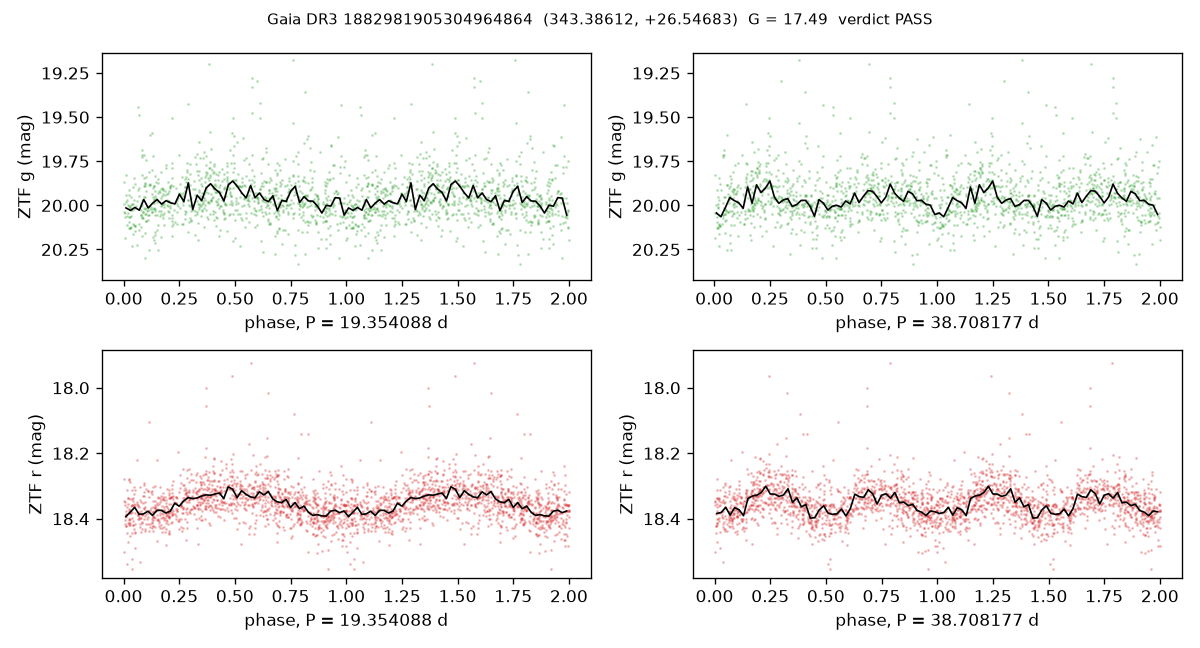 Gaia DR3 1882981905304964864  (343.38612, +26.54683)  G = 17.49  verdict PASS
ZTF g (mag)
19.25
19.50
19.75
20.00
20.25
0.00 0.25 0.50 0.75 1.00 1.25 1.50 1.75 2.00
phase, P = 19.354088 d
ZTF g (mag)
19.25
19.50
19.75
20.00
20.25
0.00 0.25 0.50 0.75 1.00 1.25 1.50 1.75 2.00
phase, P = 38.708177 d
ZTF r (mag)
18.0
18.2
18.4
0.00 0.25 0.50 0.75 1.00 1.25 1.50 1.75 2.00
phase, P = 19.354088 d
ZTF r (mag)
18.0
18.2
18.4
0.00 0.25 0.50 0.75 1.00 1.25 1.50 1.75 2.00
phase, P = 38.708177 d